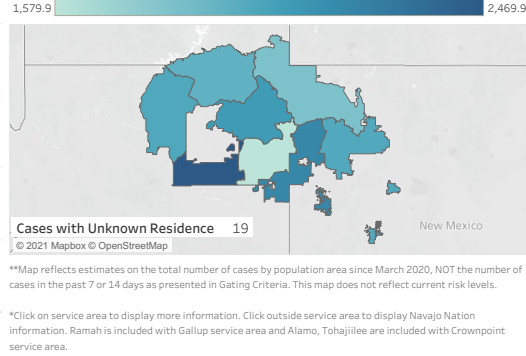 1,579.9 2,469.9
New Mexico
Cases with Unknown Residence 19
© 2021 Mapbox © OpenStreetMap
**Map reflects estimates on the total number of cases by population area since March 2020, NOT the number of
cases in the past 7 or 14 days as presented in Gating Criteria. This map does not reflect current risk levels.
*Click on service area to display more information. Click outside service area to display Navajo Nation
information. Ramah is included with Gallup service area and Alamo, Tohajiilee are included with Crownpoint
service area.